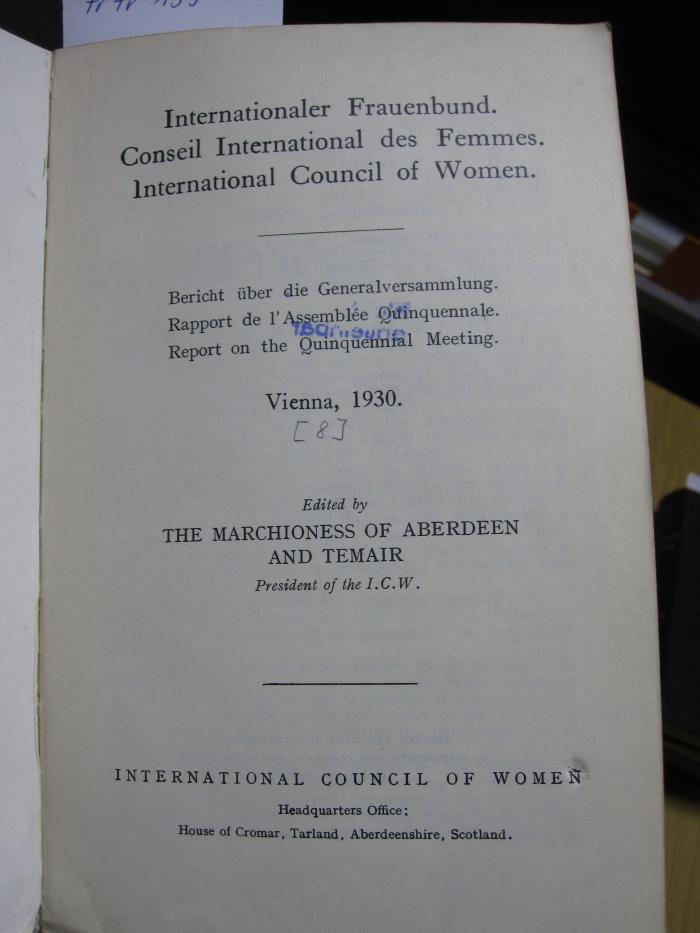 Internationaler Frauenbund.
Conseil International des Femmes.
International Council of Women.
Bericht über die Generalversammlung.
Rapport de l'Assemblée Quinquennale.
Report on the Quinquennial Meeting.
Vienna, 1930.
[8]
Edited by
THE MARCHIONESS OF ABERDEEN
AND TEMAIR
President of the I.C.W.
INTERNATIONAL COUNCIL OF WOMEN
Headquarters Office:
House of Cromar, Tarland, Aberdeenshire, Scotland.